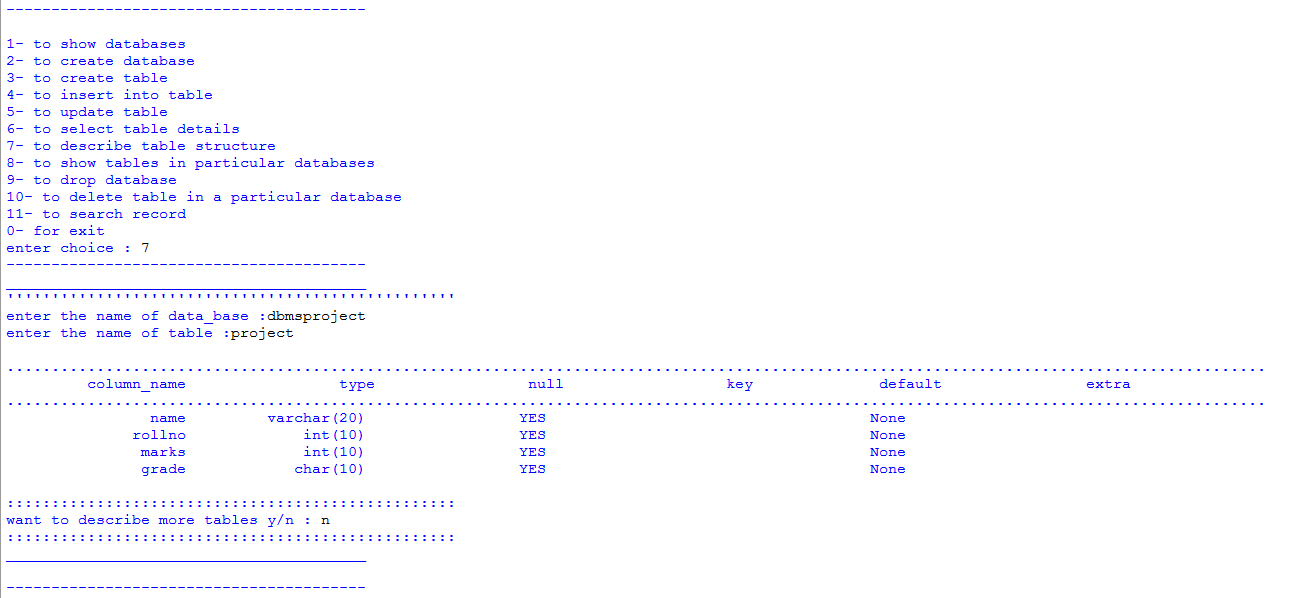 ----------------------------------------
1- to show databases
2- to create database
3- to create table
4- to insert into table
5- to update table
6- to select table details
7- to describe table structure
8- to show tables in particular databases
9- to drop database
10- to delete table in a particular database
11- to search record
0- for exit
enter choice : 7
----------------------------------------
________________________________________
''''''''''''''''''''''''''''''''''''''''''''''''''
enter the name of data_base :dbmsproject
enter the name of table :project
............................................................................................................................................
column_name type null key default extra
............................................................................................................................................
name varchar(20) YES None
rollno int(10) YES None
marks int(10) YES None
grade char(10) YES None
::::::::::::::::::::::::::::::::::::::::::::::::::
want to describe more tables y/n : n
::::::::::::::::::::::::::::::::::::::::::::::::::
________________________________________
----------------------------------------